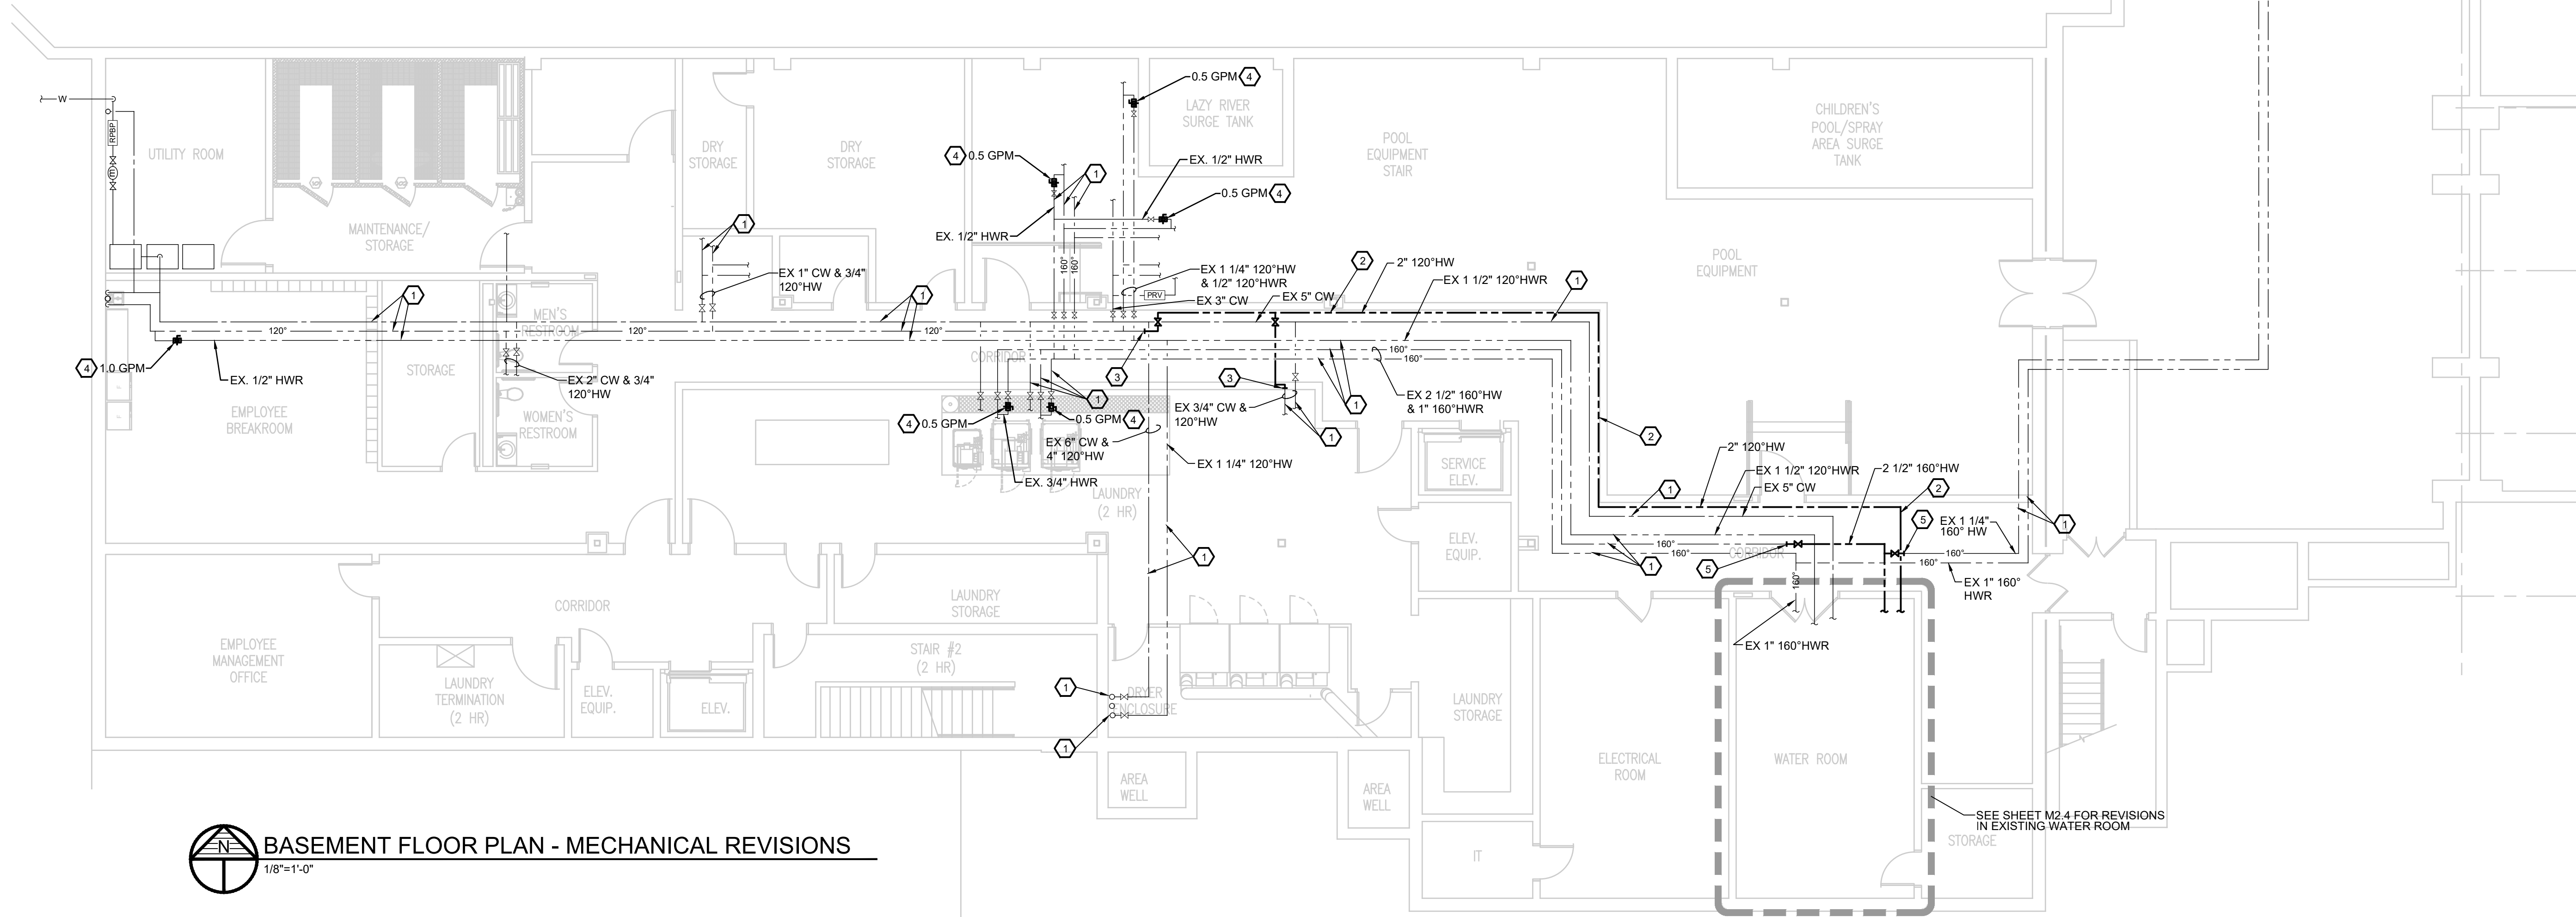 W
RPBP
M
UTILITY ROOM
MAINTENANCE/
STORAGE
DRY
STORAGE
DRY
STORAGE
0.5 GPM 4
LAZY RIVER
SURGE TANK
POOL
EQUIPMENT
STAIR
CHILDREN'S
POOL/SPRAY
AREA SURGE
TANK
4 0.5 GPM
1
EX. 1/2" HWR
0.5 GPM 4
EX. 1/2" HWR
160°
160°
1
EX 1" CW & 3/4"
120°HW
EX 1 1/4" 120°HW
& 1/2" 120°HWR
PRV
EX 3" CW
EX 5" CW
2
2" 120°HW
EX 1 1/2" 120°HWR
1
POOL
EQUIPMENT
1
1
MEN'S
RESTROOM
120°
120°
120°
4 1.0 GPM
EX. 1/2" HWR
STORAGE
EX 2" CW & 3/4"
120°HW
CORRIDOR
3
3
160°
160°
EX 2 1/2" 160°HW
& 1" 160°HWR
1
1
EMPLOYEE
BREAKROOM
WOMEN'S
RESTROOM
4 0.5 GPM
0.5 GPM 4
1
EX 3/4" CW &
120°HW
1
EX 6" CW &
4" 120°HW
EX 1 1/4" 120°HW
EX. 3/4" HWR
LAUNDRY
(2 HR)
SERVICE
ELEV.
2
2" 120°HW
EX 1 1/2" 120°HWR
EX 5" CW
2 1/2" 160°HW
2
1
5
EX 1 1/4"
160° HW
1
ELEV.
EQUIP.
160°
160°
CORRIDOR
160°
160°
1
5
160°
EX 1" 160°
HWR
EX 1" 160°HWR
1
CORRIDOR
LAUNDRY
STORAGE
EMPLOYEE
MANAGEMENT
OFFICE
LAUNDRY
TERMINATION
(2 HR)
ELEV.
EQUIP.
ELEV.
STAIR #2
(2 HR)
1
DRYER
ENCLOSURE
1
LAUNDRY
STORAGE
ELECTRICAL
ROOM
WATER ROOM
AREA
WELL
AREA
WELL
IT
SEE SHEET M2.4 FOR REVISIONS
IN EXISTING WATER ROOM
STORAGE
N
BASEMENT FLOOR PLAN - MECHANICAL REVISIONS
1/8"=1'-0"